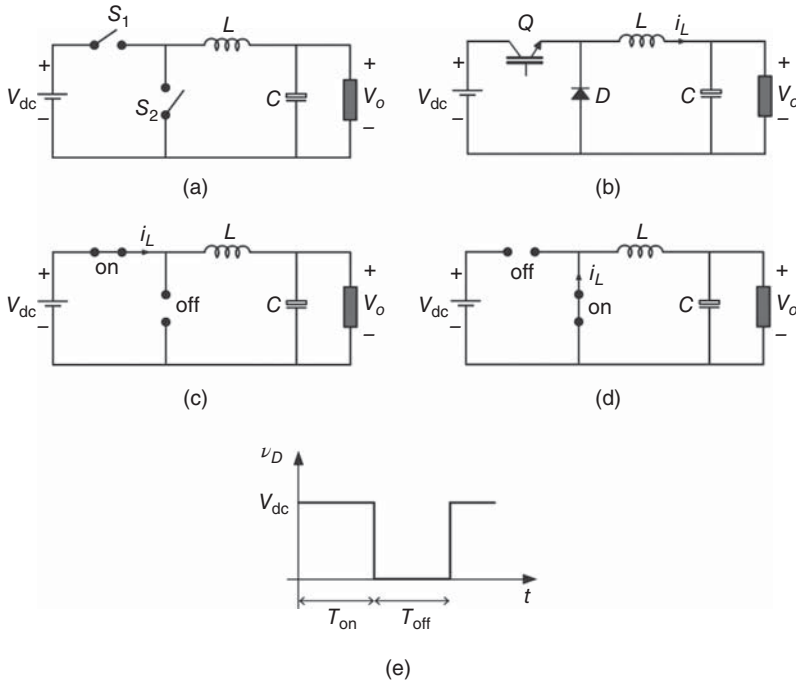 S1
L
+
Vdc
−
S2
C
+
Vo
−
(a)
Q
L
iL
+
Vdc
−
D
C
+
Vo
−
(b)
iL
L
+
on
Vdc
−
off
C
+
Vo
−
(c)
L
+
off
iL
Vdc
−
on
C
+
Vo
−
(d)
νD
Vdc
t
Ton
Toff
(e)